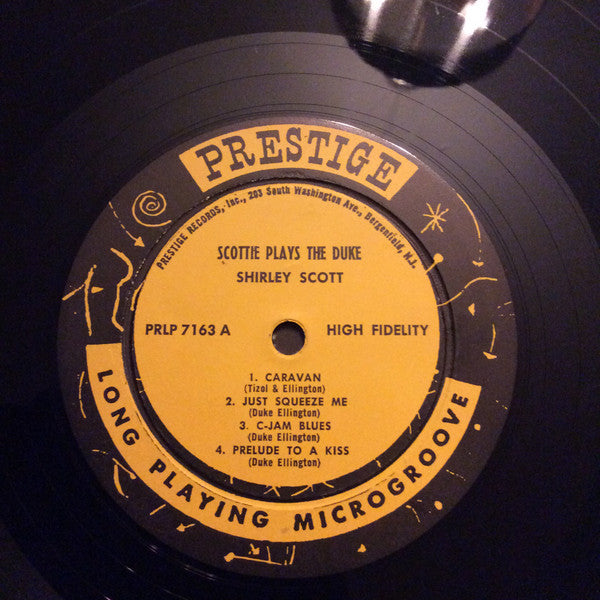 PRESTIGE
PRESTIGE RECORDS, Inc., 203 South Washington Ave., Bergenfield, N.J.
SCOTTIE PLAYS THE DUKE
SHIRLEY SCOTT
PRLP 7163 A
HIGH FIDELITY
1. CARAVAN
(Tizol & Ellington)
2. JUST SQUEEZE ME
(Duke Ellington)
3. C-JAM BLUES
(Duke Ellington)
4. PRELUDE TO A KISS
(Duke Ellington)
LONG PLAYING MICROGROOVE